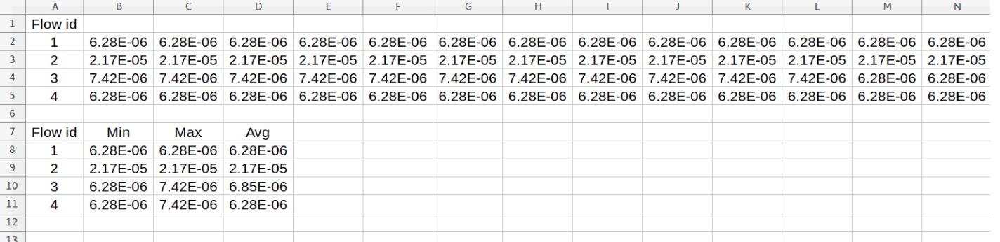 A B C D E F G H I J K L M N
1 Flow id
2 1 6.28E-06 6.28E-06 6.28E-06 6.28E-06 6.28E-06 6.28E-06 6.28E-06 6.28E-06 6.28E-06 6.28E-06 6.28E-06 6.28E-06 6.28E-06
3 2 2.17E-05 2.17E-05 2.17E-05 2.17E-05 2.17E-05 2.17E-05 2.17E-05 2.17E-05 2.17E-05 2.17E-05 2.17E-05 2.17E-05 2.17E-05
4 3 7.42E-06 7.42E-06 7.42E-06 7.42E-06 7.42E-06 7.42E-06 7.42E-06 7.42E-06 7.42E-06 7.42E-06 7.42E-06 6.28E-06 6.28E-06
5 4 6.28E-06 6.28E-06 6.28E-06 6.28E-06 6.28E-06 6.28E-06 6.28E-06 6.28E-06 6.28E-06 6.28E-06 6.28E-06 6.28E-06 6.28E-06
6
7 Flow id Min Max Avg
8 1 6.28E-06 6.28E-06 6.28E-06
9 2 2.17E-05 2.17E-05 2.17E-05
10 3 6.28E-06 7.42E-06 6.85E-06
11 4 6.28E-06 7.42E-06 6.28E-06
12
13